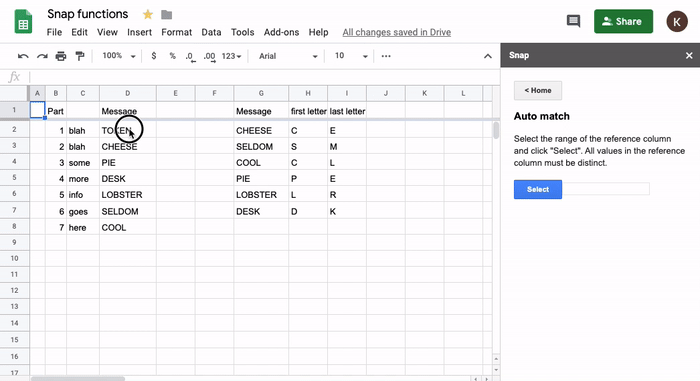 Snap functions
File Edit View Insert Format Data Tools Add-ons Help All changes saved in Drive
Share
K
100% $ % .0 .00 123 Arial 10 ...
fx
Snap
< Home
Auto match
Select the range of the reference column
and click "Select". All values in the reference
column must be distinct.
Select
A B C D E F G H I J K L
1 Part Message Message first letter last letter
2 1 blah TOKEN CHEESE C E
3 2 blah CHEESE SELDOM S M
4 3 some PIE COOL C L
5 4 more DESK PIE P E
6 5 info LOBSTER LOBSTER L R
7 6 goes SELDOM DESK D K
8 7 here COOL
9
10
11
12
13
14
15
16
17